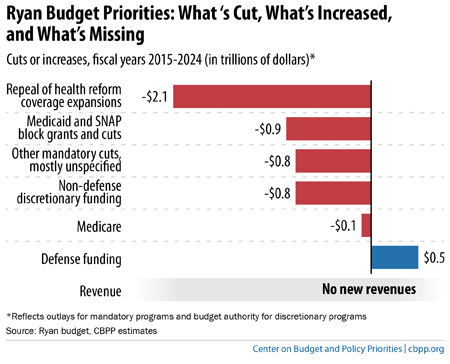 Ryan Budget Priorities: What ‘s Cut, What’s Increased,
and What’s Missing
Cuts or increases, fiscal years 2015-2024 (in trillions of dollars)*
Repeal of health reform
coverage expansions
-$2.1
Medicaid and SNAP
block grants and cuts
-$0.9
Other mandatory cuts,
mostly unspecified
-$0.8
Non-defense
discretionary funding
-$0.8
Medicare
-$0.1
Defense funding
$0.5
Revenue
No new revenues
*Reflects outlays for mandatory programs and budget authority for discretionary programs
Source: Ryan budget, CBPP estimates
Center on Budget and Policy Priorities | cbpp.org